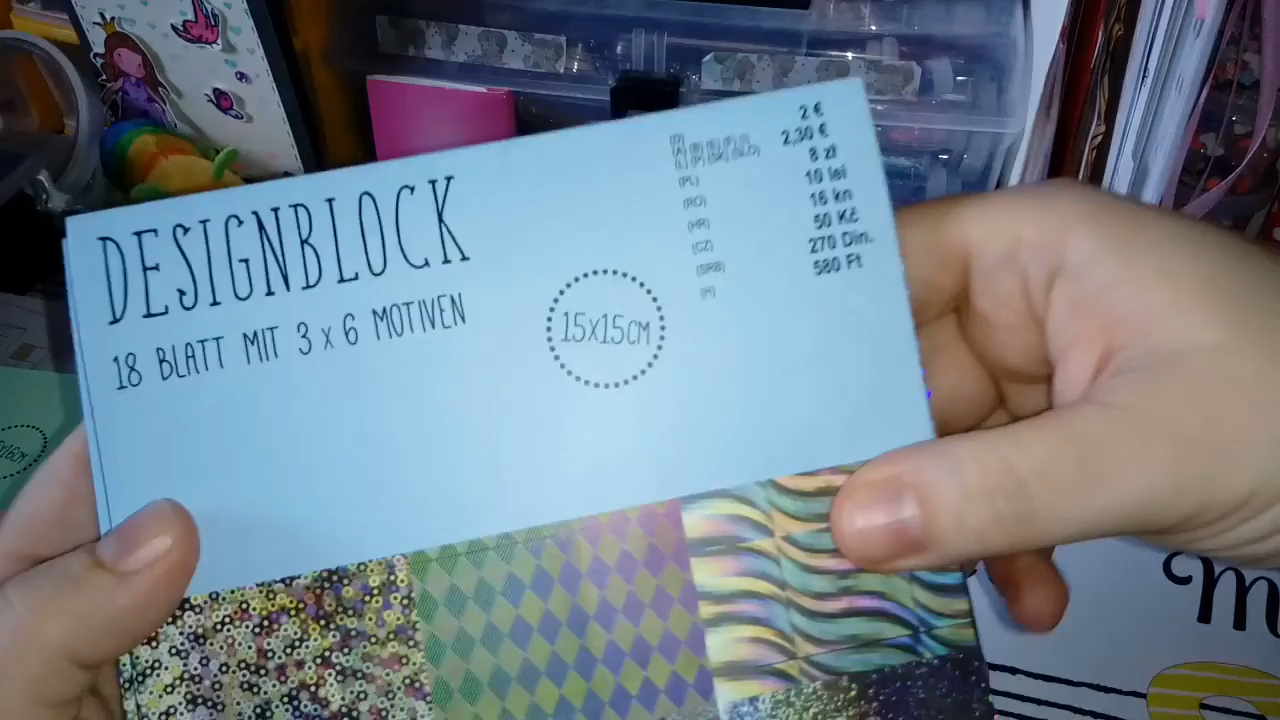 DESIGNBLOCK
18 BLATT MIT 3 x 6 MOTIVEN
15x15CM
2 €
2,30 €
(PL) 8 zł
(RO) 10 lei
(HR) 16 kn
(CZ) 50 Kč
(SRB) 270 Din.
(H) 580 Ft
m